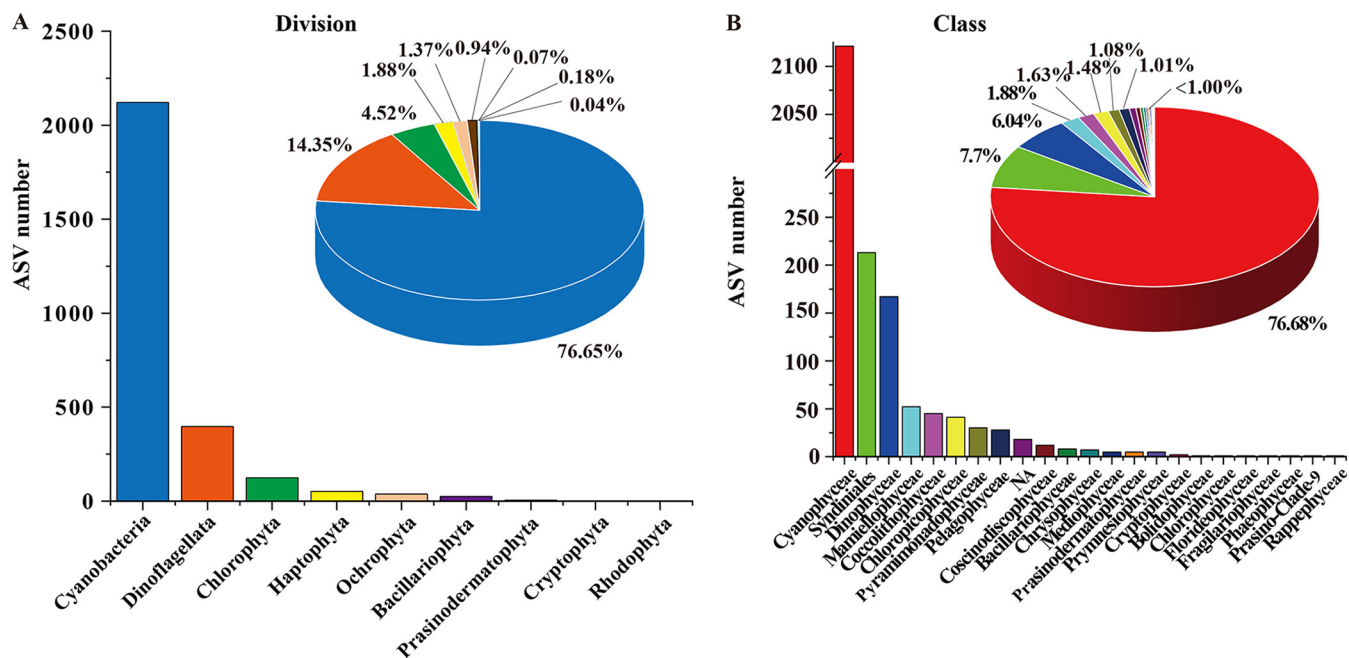 A
Division
ASV number
2500
2000
1500
1000
500
0
1.37%
0.94%
1.88%
0.07%
0.18%
4.52%
0.04%
14.35%
76.65%
Cyanobacteria
Dinoflagellata
Chlorophyta
Haptophyta
Ochrophyta
Bacillariophyta
Prasinodermatophyta
Cryptophyta
Rhodophyta
B
Class
ASV number
2100
2050
250
200
150
100
50
0
1.08%
1.48%
1.01%
1.63%
<1.00%
1.88%
6.04%
7.7%
76.68%
Cyanophyceae
Syndiniales
Dinophyceae
Mamiellophyceae
Coccolithophyceae
Chloropicophyceae
Pyramimonadophyceae
Pelagophyceae
NA
Coscinodiscophyceae
Bacillariophyceae
Chrysophyceae
Mediophyceae
Prasinodermatophyceae
Prymnesiophyceae
Cryptophyceae
Bolidophyceae
Chlorophyceae
Florideophyceae
Fragilariophyceae
Phaeophyceae
Prasino-Clade-9
Rappephyceae